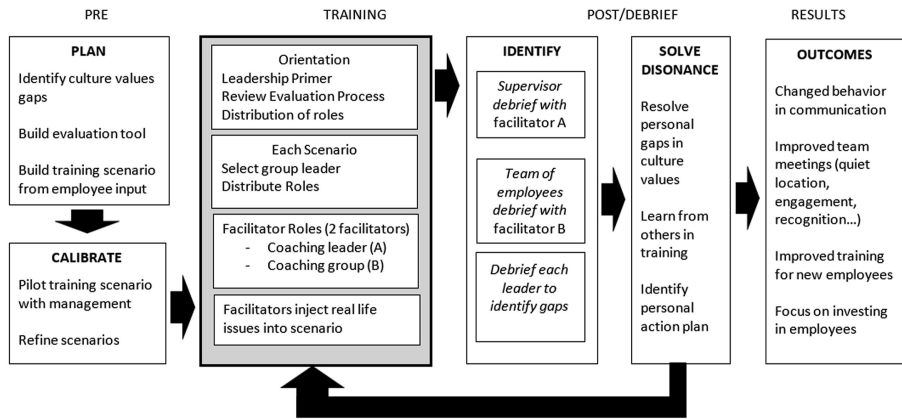 PRE
TRAINING
POST/DEBRIEF
RESULTS
PLAN
Identify culture values
gaps
Build evaluation tool
Build training scenario
from employee input
CALIBRATE
Pilot training scenario
with management
Refine scenarios
Orientation
Leadership Primer
Review Evaluation Process
Distribution of roles
Each Scenario
Select group leader
Distribute Roles
Facilitator Roles (2 facilitators)
- Coaching leader (A)
- Coaching group (B)
Facilitators inject real life
issues into scenario
IDENTIFY
Supervisor
debrief with
facilitator A
Team of
employees
debrief with
facilitator B
Debrief each
leader to
identify gaps
SOLVE
DISONANCE
Resolve
personal
gaps in
culture
values
Learn from
others in
training
Identify
personal
action plan
OUTCOMES
Changed behavior
in communication
Improved team
meetings (quiet
location,
engagement,
recognition...)
Improved training
for new employees
Focus on investing
in employees